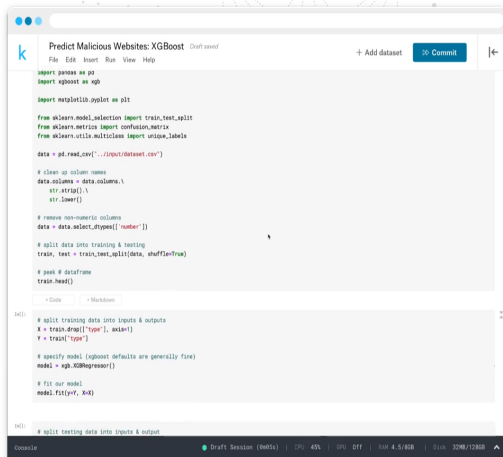 k
Predict Malicious Websites: XGBoost Draft saved
File Edit Insert Run View Help
+ Add dataset
Commit
import pandas as pd
import xgboost as xgb
import matplotlib.pyplot as plt
from sklearn.model_selection import train_test_split
from sklearn.metrics import confusion_matrix
from sklearn.utils.multiclass import unique_labels
data = pd.read_csv("../input/dataset.csv")
# clean up column names
data.columns = data.columns.\
str.strip().\
str.lower()
# remove non-numeric columns
data = data.select_dtypes(['number'])
# split data into training & testing
train, test = train_test_split(data, shuffle=True)
# peek @ dataframe
train.head()
+ Code + Markdown
# split training data into inputs & outputs
X = train.drop(["type"], axis=1)
Y = train["type"]
# specify model (xgboost defaults are generally fine)
model = xgb.XGBRegressor()
# fit our model
model.fit(y=Y, X=X)
# split testing data into inputs & output
Console
Draft Session (0m05s) | CPU 45% | GPU Off | RAM 4.5/8GB | Disk 32MB/128GB